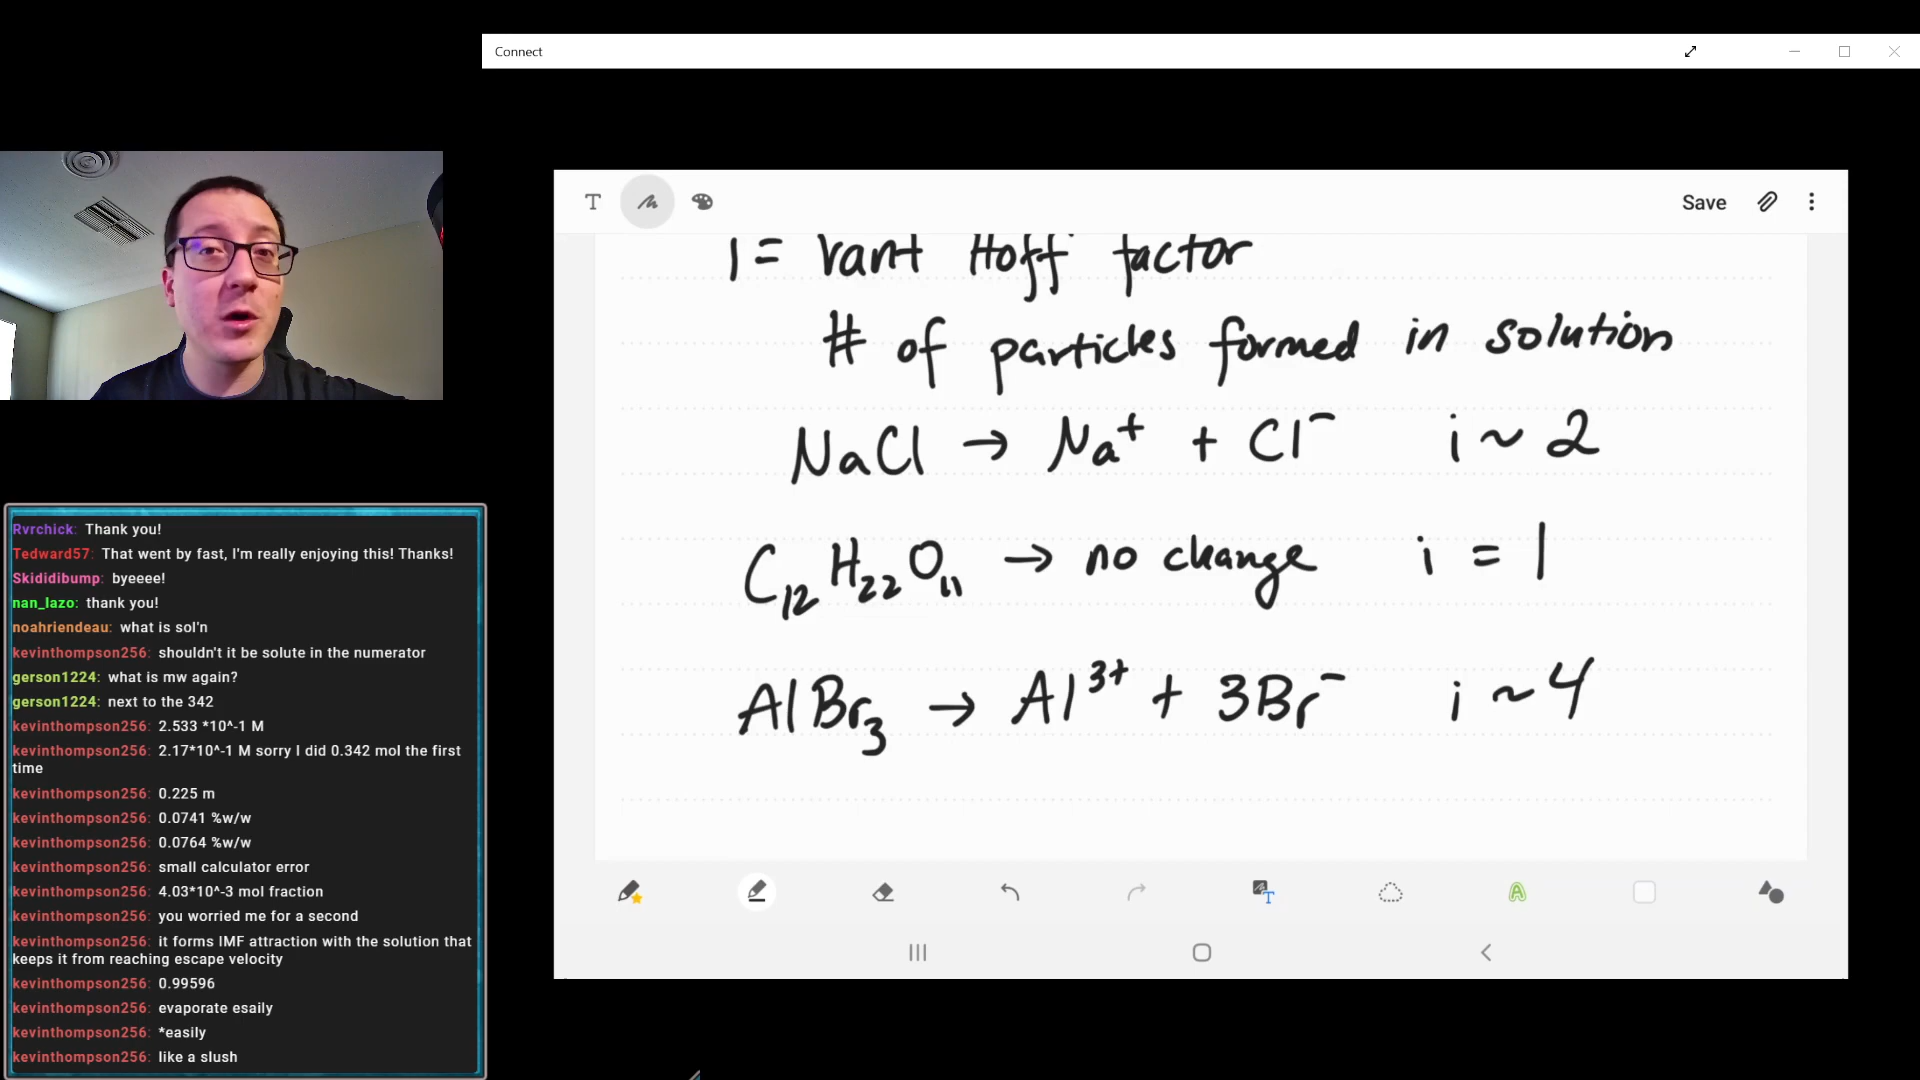 Connect
Save
i = Vant Hoff factor
# of particles formed in solution
NaCl → Na⁺ + Cl⁻ i ~ 2
C₁₂H₂₂O₁₁ → no change i = 1
AlBr₃ → Al³⁺ + 3Br⁻ i ~ 4
Rvrchick: Thank you!
Tedward57: That went by fast, I'm really enjoying this! Thanks!
Skididibump: byeeee!
nan_lazo: thank you!
noahriendeau: what is sol'n
kevinthompson256: shouldn't it be solute in the numerator
gerson1224: what is mw again?
gerson1224: next to the 342
kevinthompson256: 2.533 *10^-1 M
kevinthompson256: 2.17*10^-1 M sorry I did 0.342 mol the first
time
kevinthompson256: 0.225 m
kevinthompson256: 0.0741 %w/w
kevinthompson256: 0.0764 %w/w
kevinthompson256: small calculator error
kevinthompson256: 4.03*10^-3 mol fraction
kevinthompson256: you worried me for a second
kevinthompson256: it forms IMF attraction with the solution that
keeps it from reaching escape velocity
kevinthompson256: 0.99596
kevinthompson256: evaporate esaily
kevinthompson256: *easily
kevinthompson256: like a slush